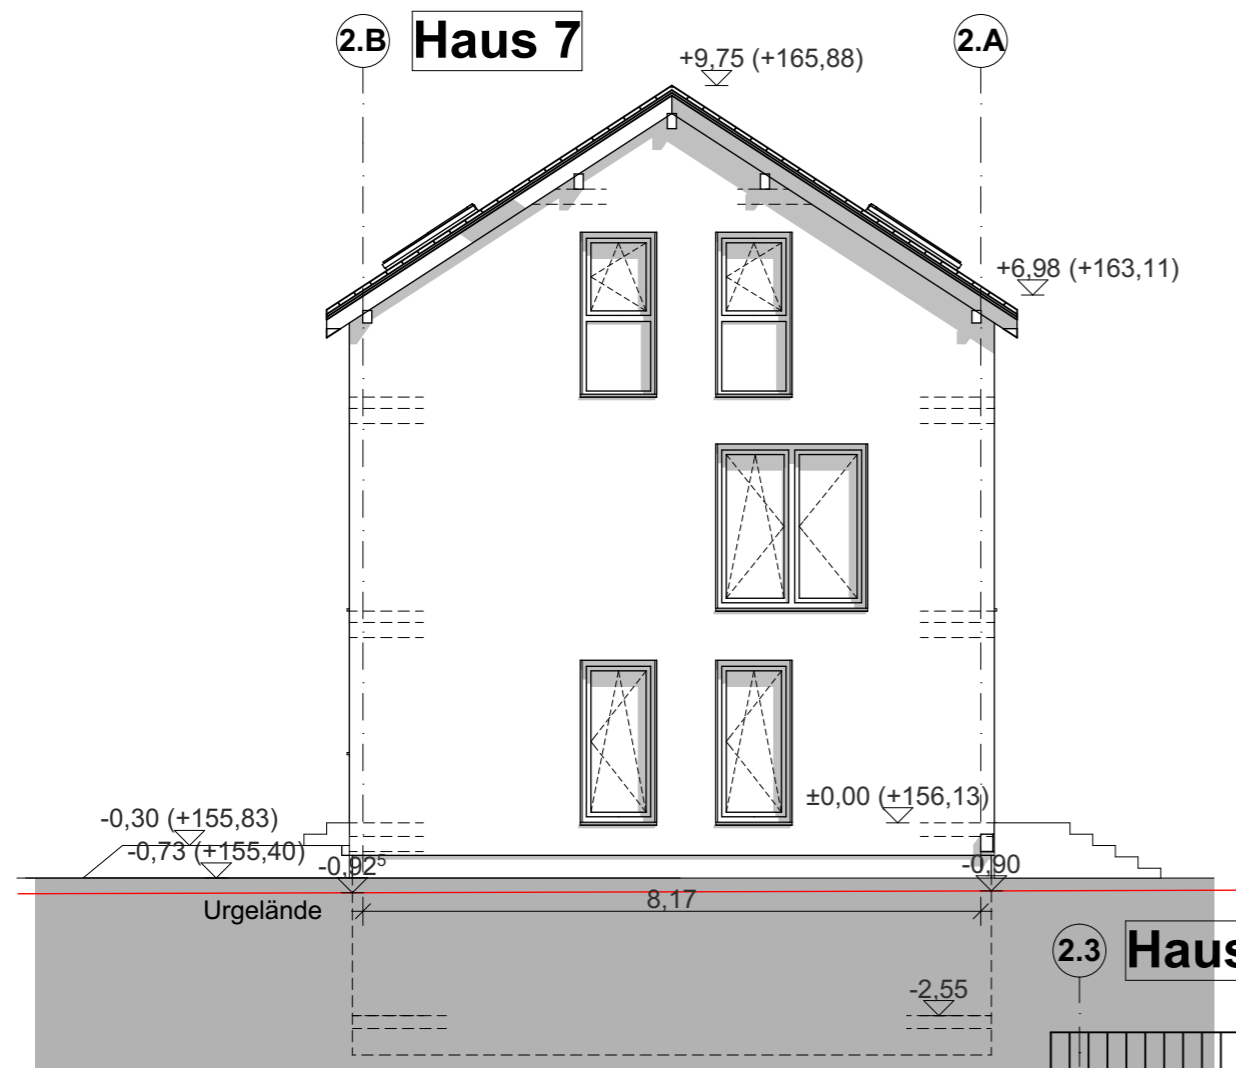 2.B Haus 7 2.A
+9,75 (+165,88)
+6,98 (+163,11)
±0,00 (+156,13)
-0,30 (+155,83)
-0,73 (+155,40)
-0,92⁵ -0,90
8,17
Urgelände
2.3 Haus
-2,55